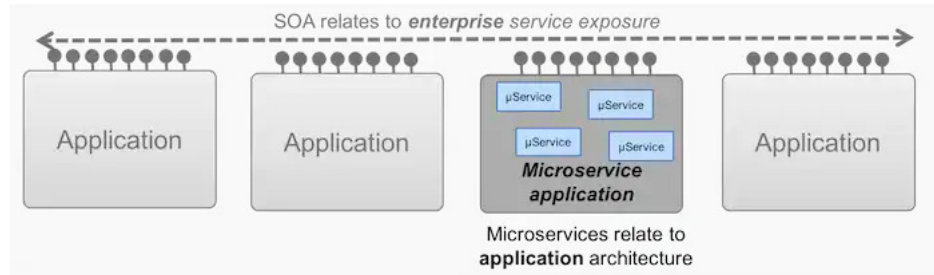 SOA relates to enterprise service exposure
Application
Application
µService
µService
µService
µService
Microservice
application
Application
Microservices relate to
application architecture